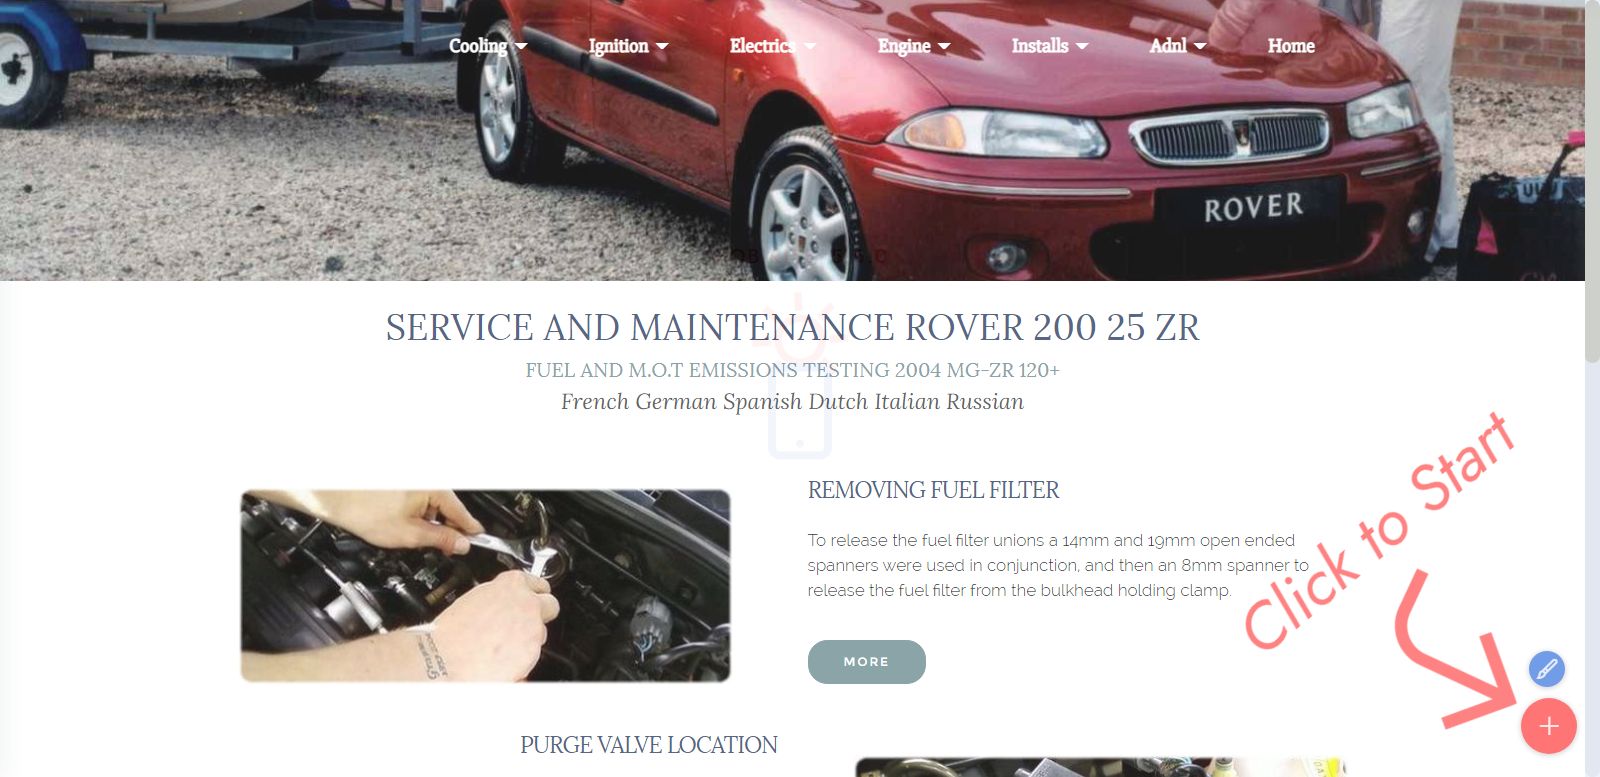 Cooling Ignition Electrics Engine Installs Adnl Home
ROVER
SERVICE AND MAINTENANCE ROVER 200 25 ZR
FUEL AND M.O.T EMISSIONS TESTING 2004 MG-ZR 120+
French German Spanish Dutch Italian Russian
REMOVING FUEL FILTER
To release the fuel filter unions a 14mm and 19mm open ended
spanners were used in conjunction, and then an 8mm spanner to
release the fuel filter from the bulkhead holding clamp.
MORE
Click to Start
PURGE VALVE LOCATION